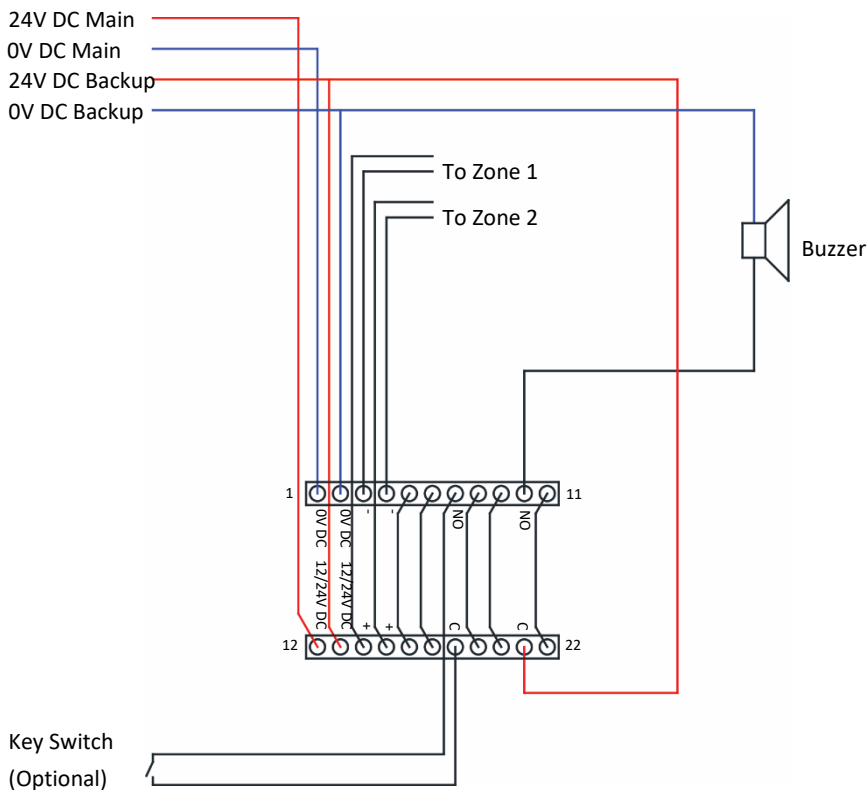 24V DC Main
0V DC Main
24V DC Backup
0V DC Backup
To Zone 1
To Zone 2
Buzzer
1
11
0V DC
0V DC
-
-
NO
NO
12/24V DC
12/24V DC
+
+
C
C
12
22
Key Switch
(Optional)